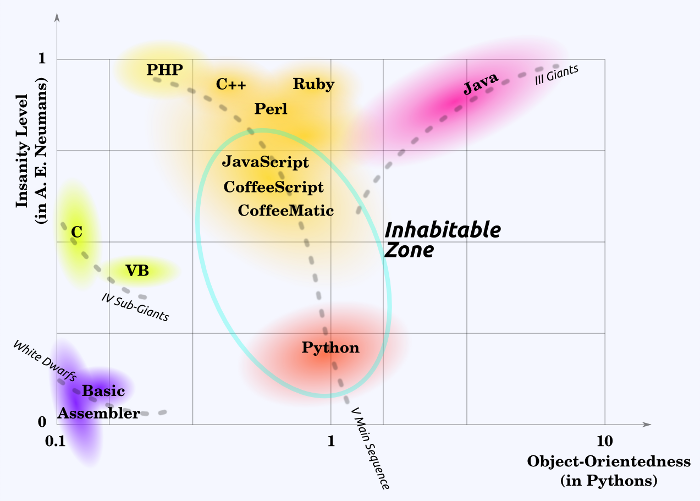 1
0
Insanity Level
(in A. E. Neumans)
PHP
C++
Ruby
Perl
Java
III Giants
JavaScript
CoffeeScript
CoffeeMatic
Inhabitable
Zone
C
VB
IV Sub-Giants
Python
White Dwarfs
Basic
Assembler
V Main Sequence
0.1
1
10
Object-Orientedness
(in Pythons)